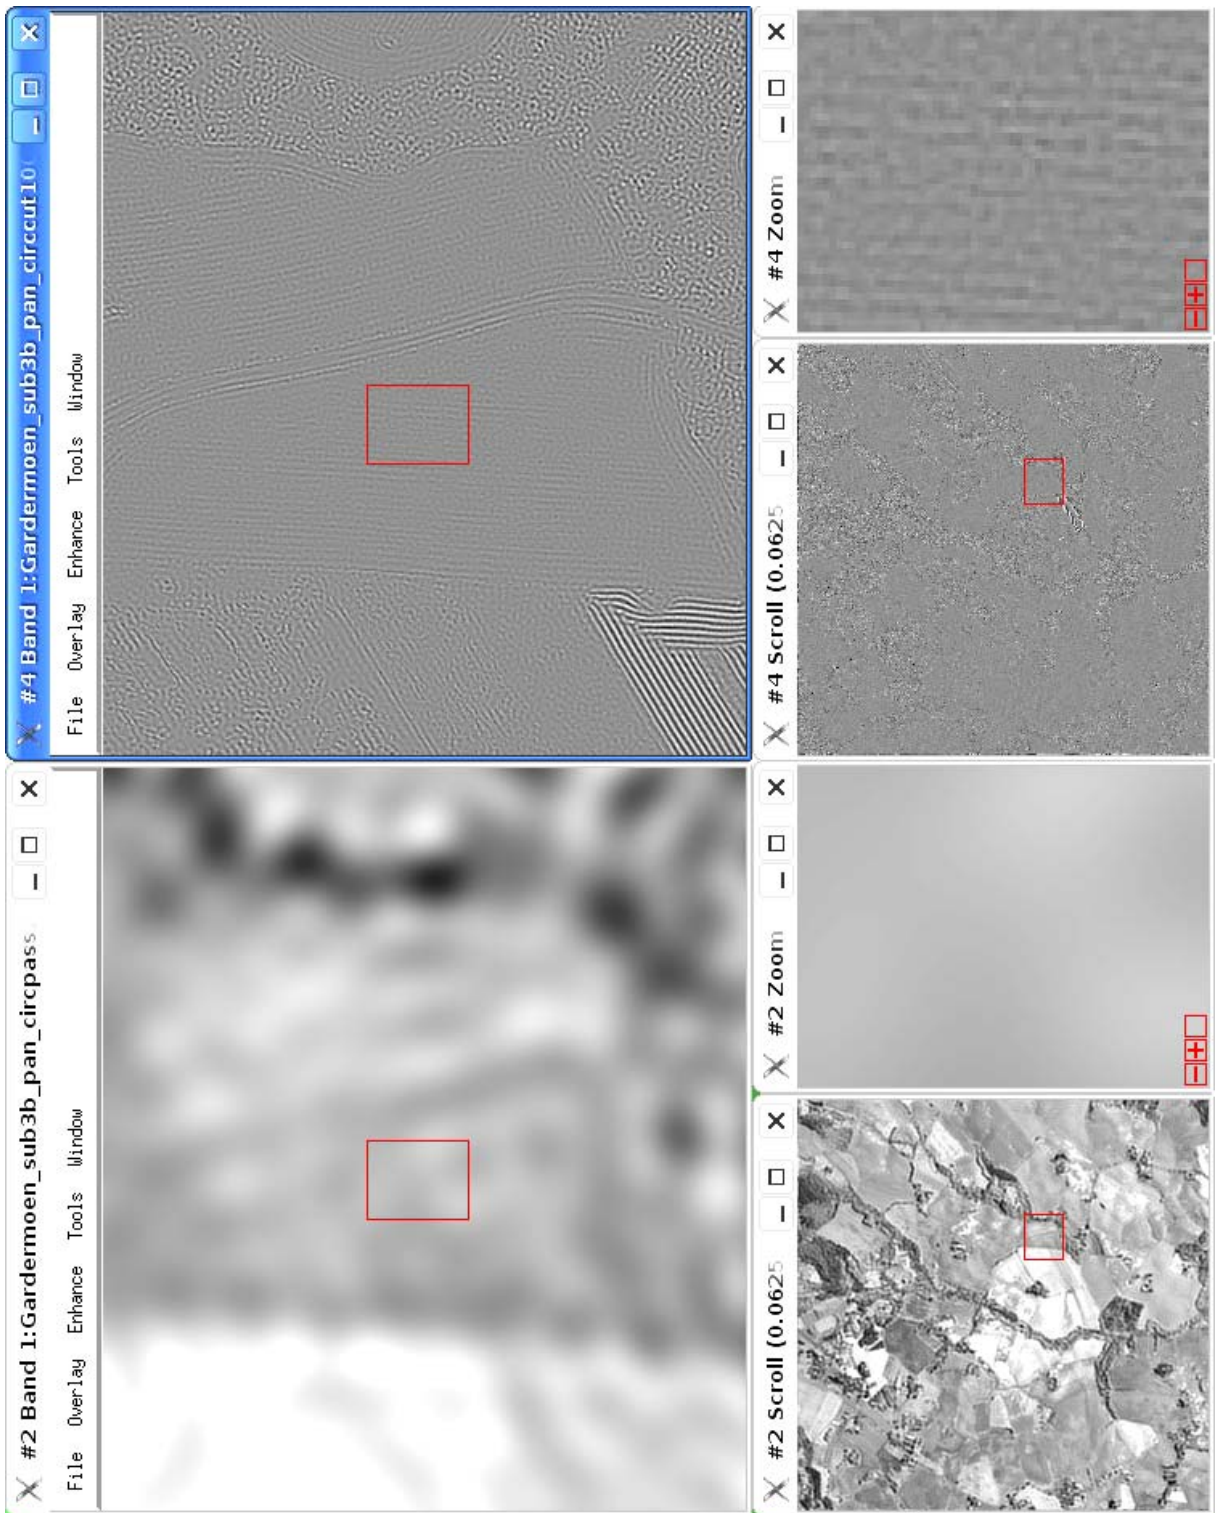 #2 Band 1:Gardermoen_sub3b_pan_circpass
File Overlay Enhance Tools Window
#2 Scroll (0.0625
#2 Zoom
#4 Band 1:Gardermoen_sub3b_pan_circcut10
File Overlay Enhance Tools Window
#4 Scroll (0.0625
#4 Zoom